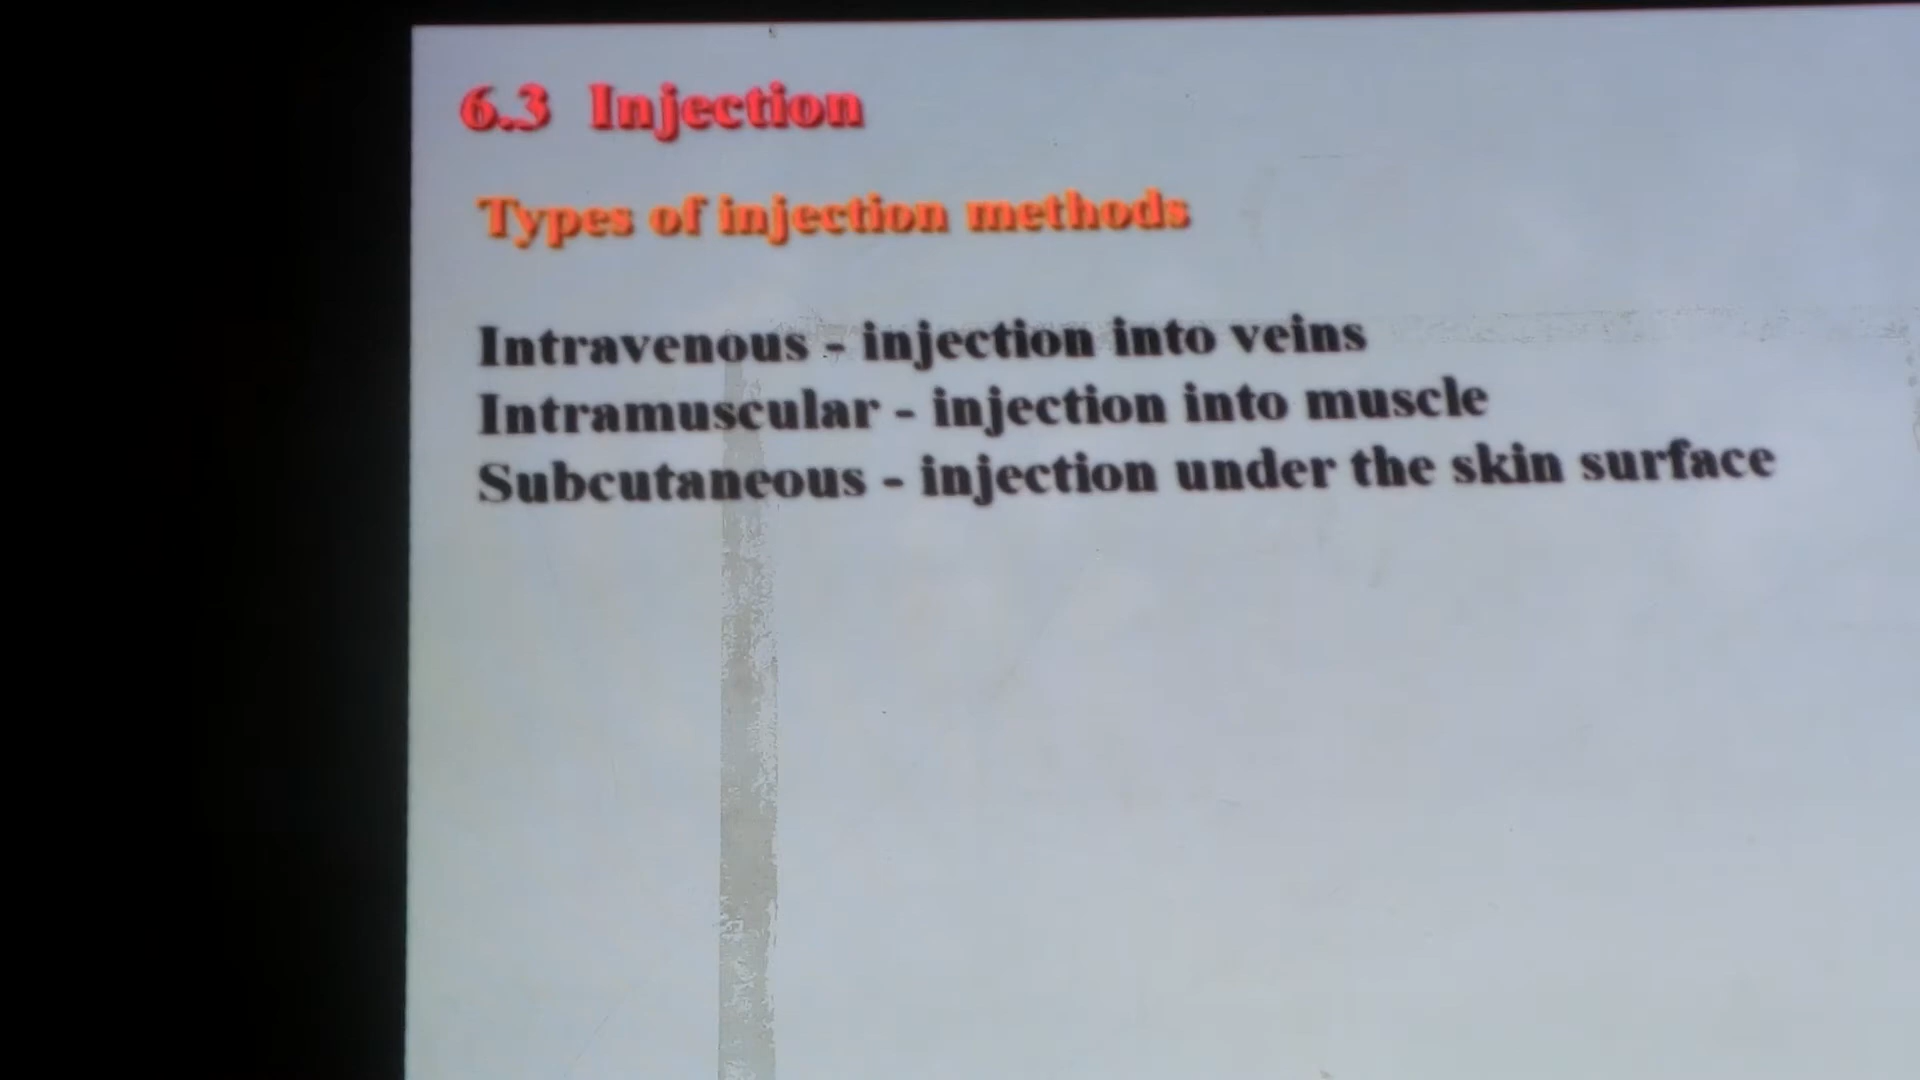 6.3 Injection
Types of injection methods
Intravenous - injection into veins
Intramuscular - injection into muscle
Subcutaneous - injection under the skin surface